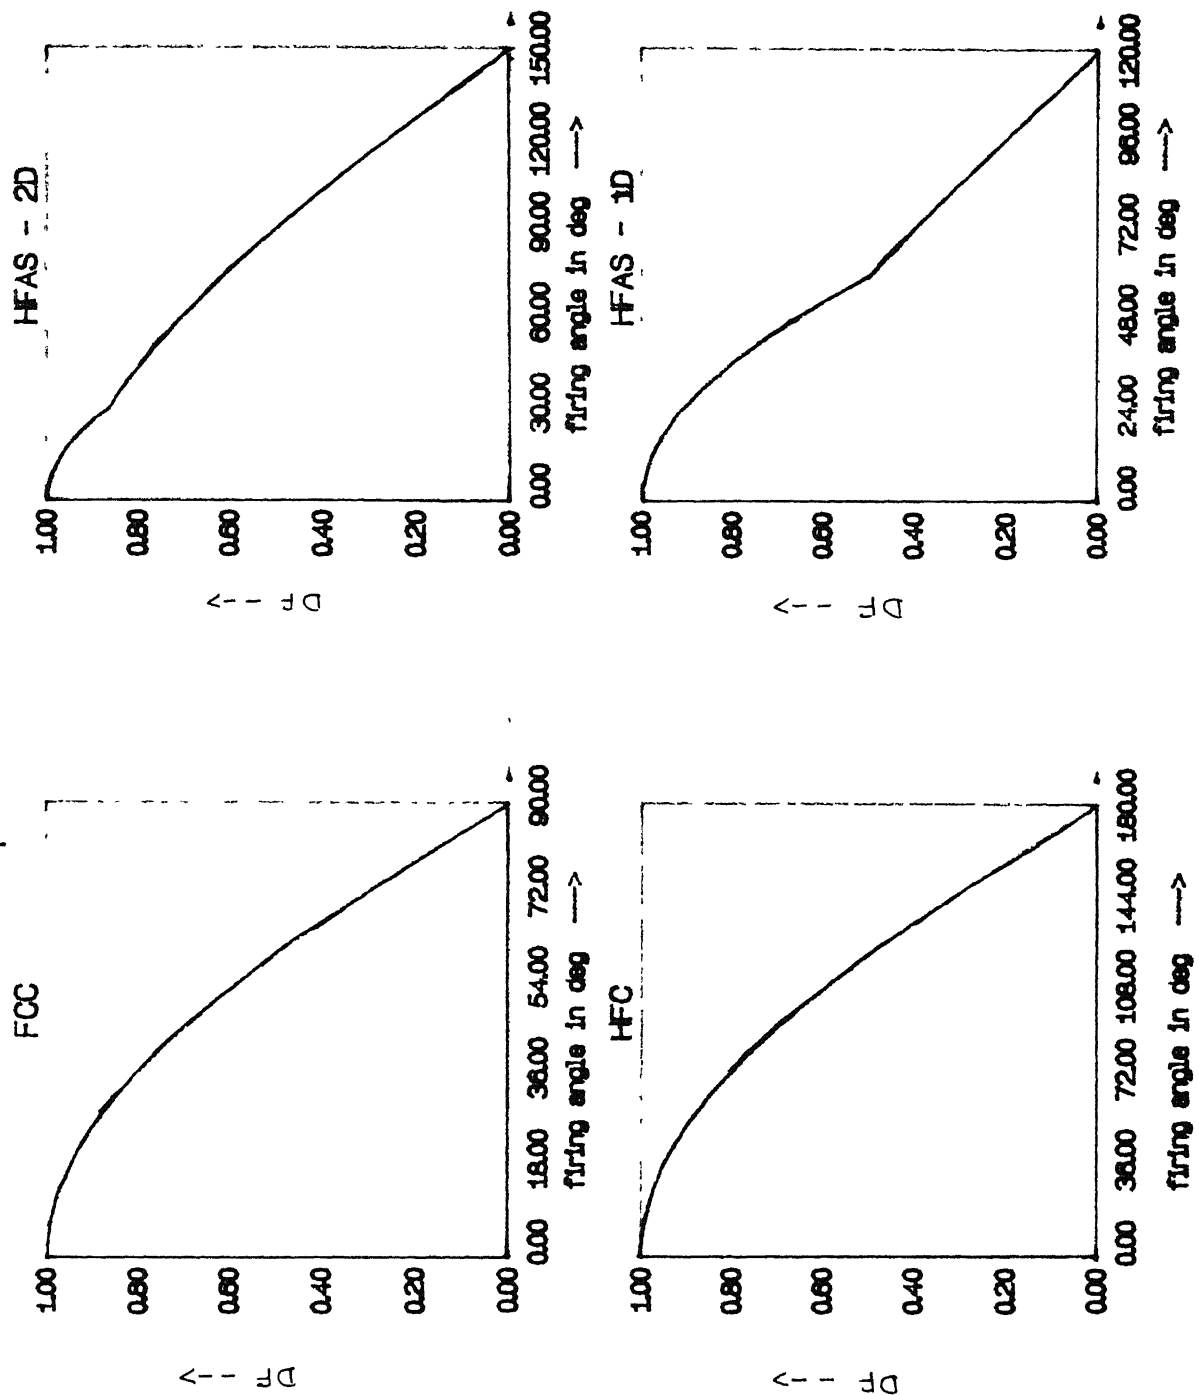 FCC
1.00
0.80
0.60
0.40
0.20
0.00
DF -->
0.00 18.00 36.00 54.00 72.00 90.00
firing angle in deg --->
HFAS - 2D
1.00
0.80
0.60
0.40
0.20
0.00
DF -->
0.00 30.00 60.00 90.00 120.00 150.00
firing angle in deg --->
HFC
1.00
0.80
0.60
0.40
0.20
0.00
DF -->
0.00 36.00 72.00 108.00 144.00 180.00
firing angle in deg --->
HFAS - 1D
1.00
0.80
0.60
0.40
0.20
0.00
DF -->
0.00 24.00 48.00 72.00 96.00 120.00
firing angle in deg --->